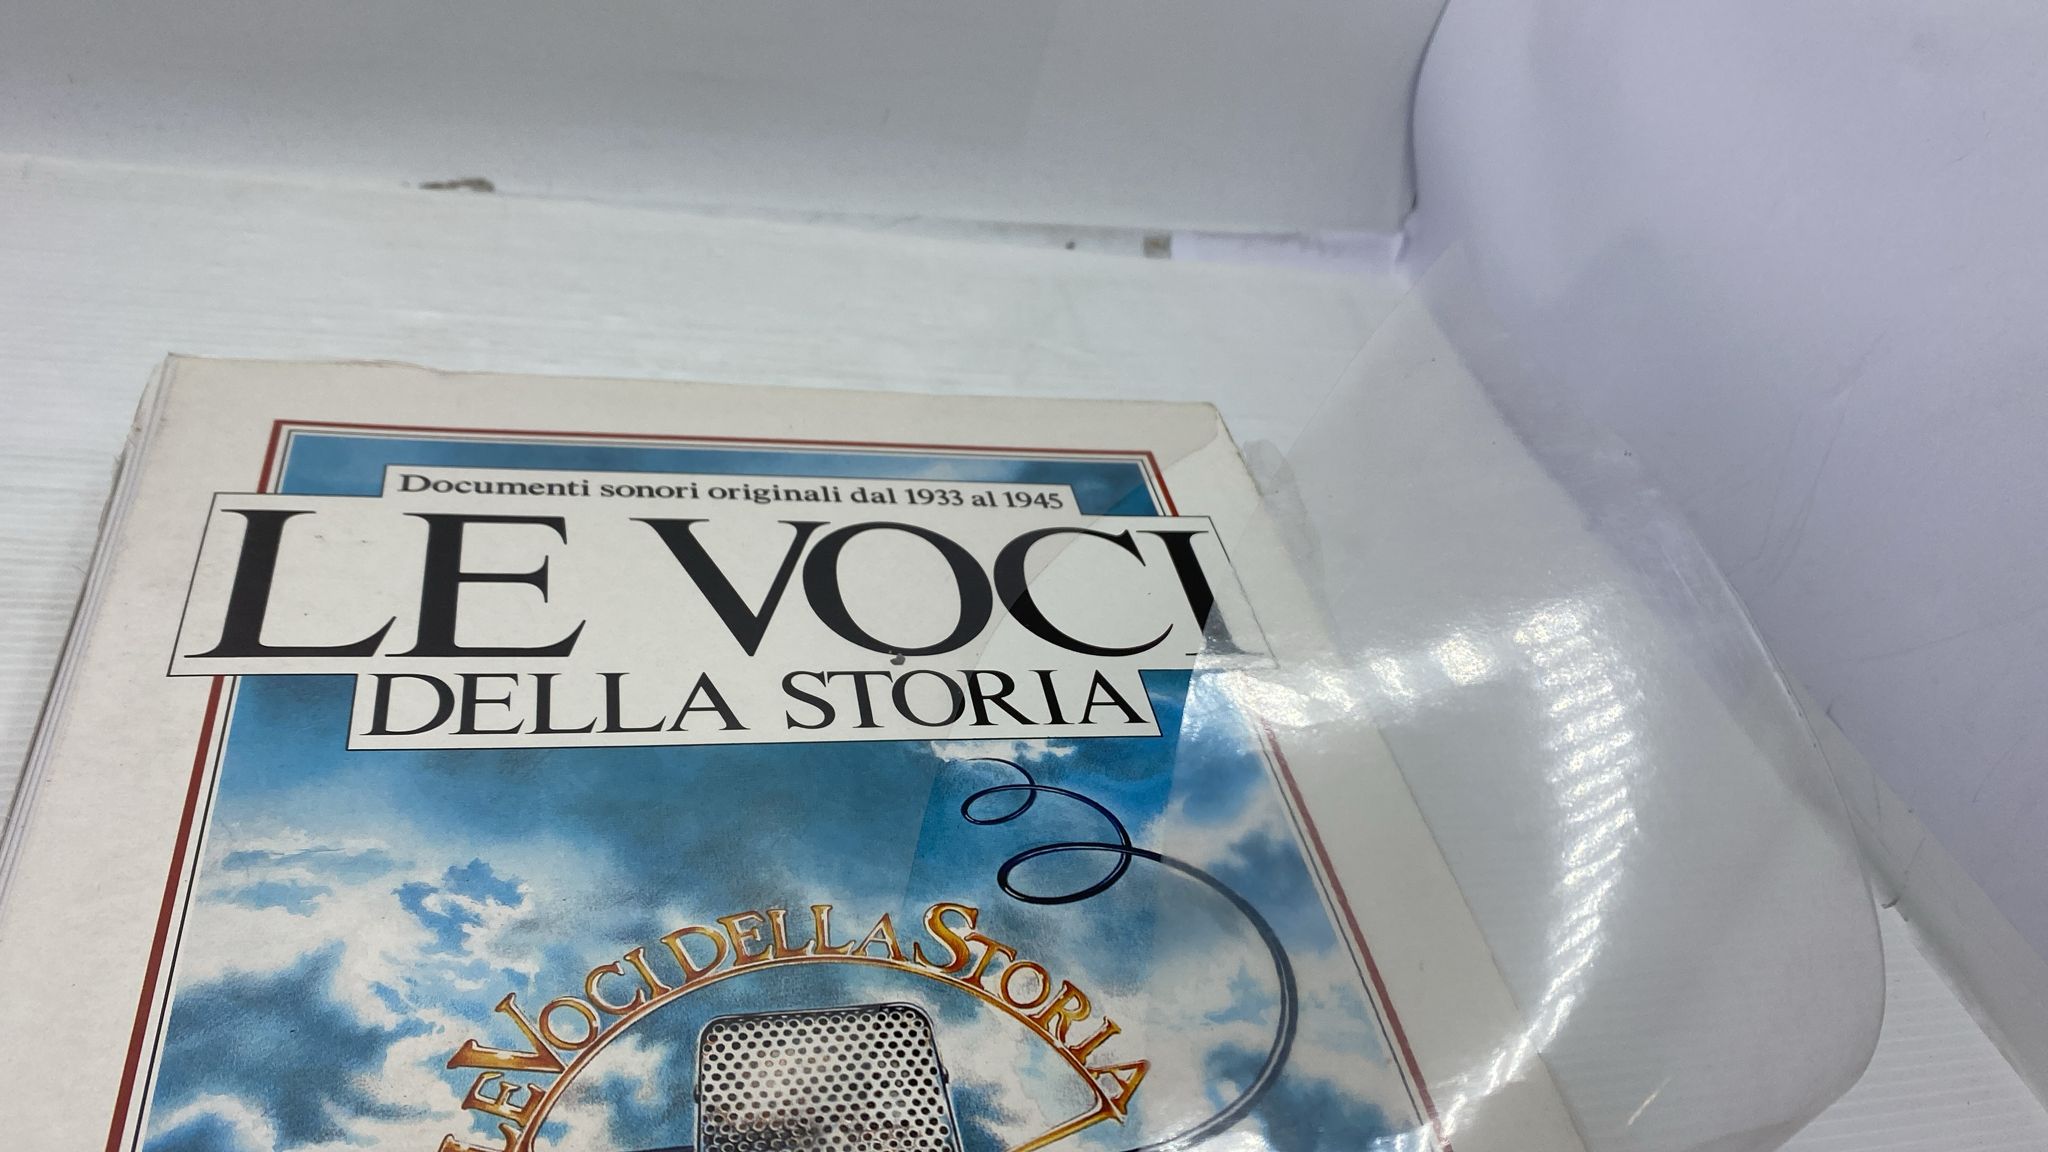 Documenti sonori originali dal 1933 al 1945
LE VOCI
DELLA STORIA
LE VOCI DELLA STORIA